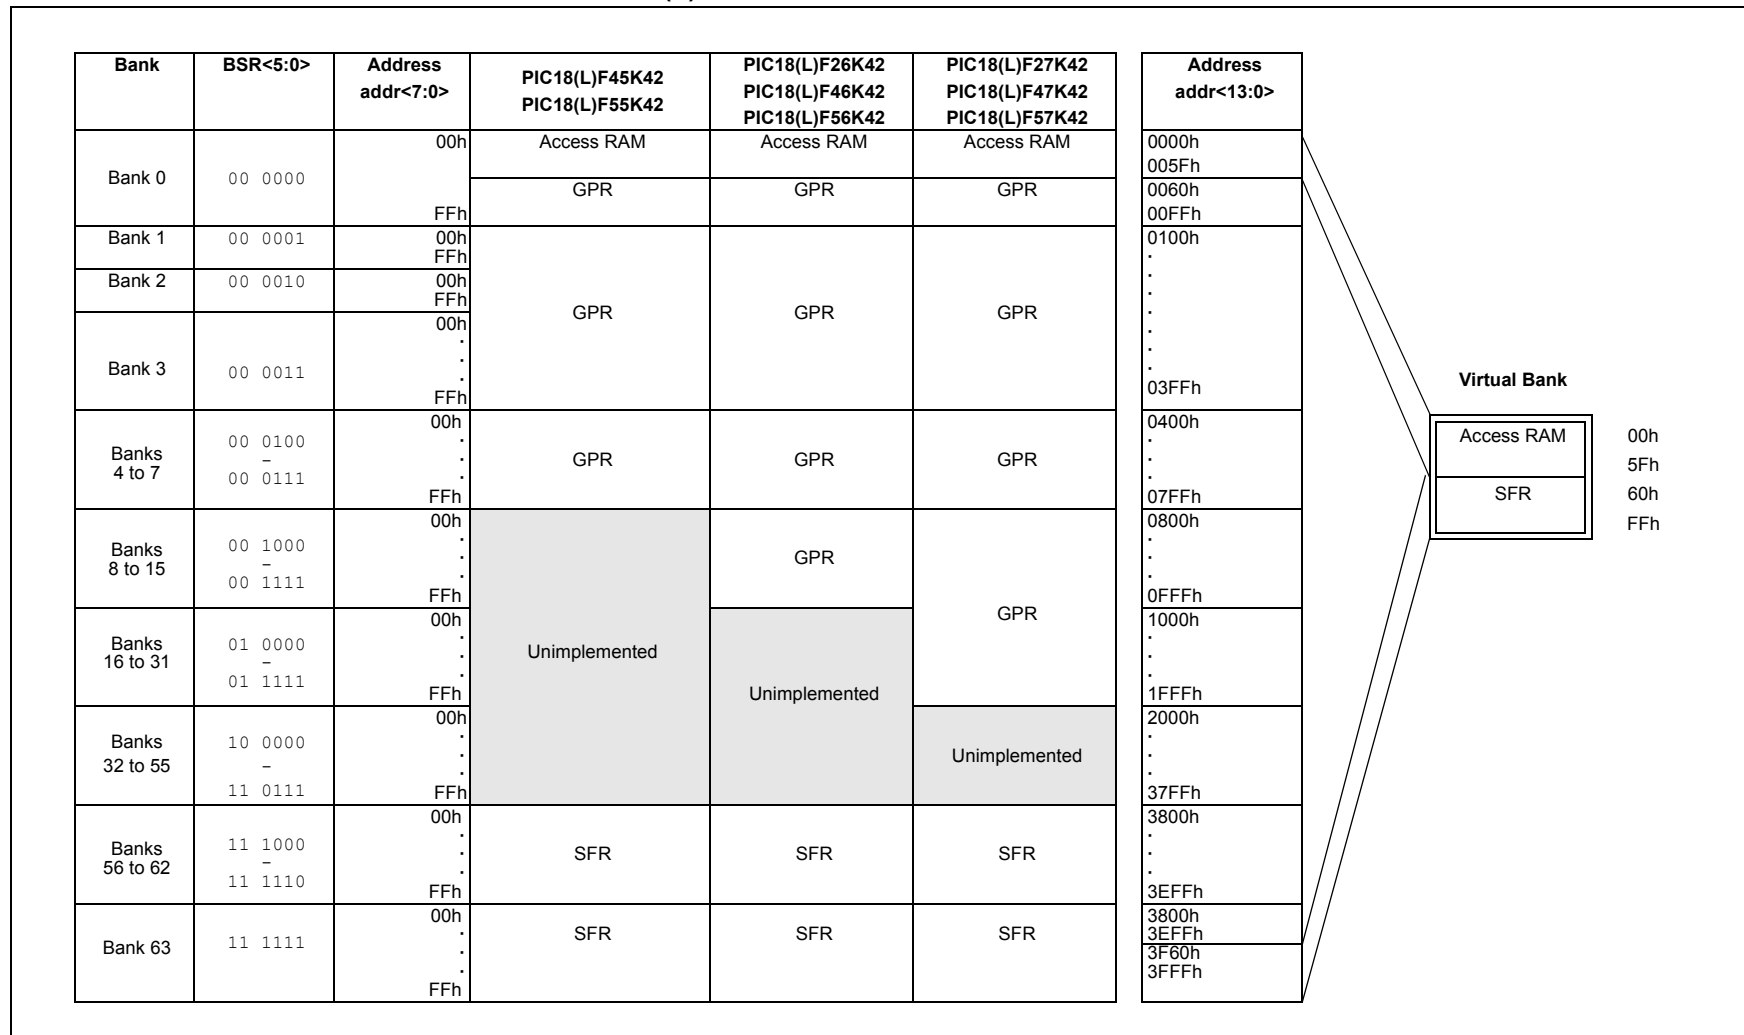 Bank BSR<5:0> Address addr<7:0> PIC18(L)F45K42 PIC18(L)F55K42 PIC18(L)F26K42 PIC18(L)F46K42 PIC18(L)F56K42 PIC18(L)F27K42 PIC18(L)F47K42 PIC18(L)F57K42 Address addr<13:0>
Bank 0 00 0000 00h Access RAM Access RAM Access RAM 0000h
005Fh
GPR GPR GPR 0060h
FFh 00FFh
Bank 1 00 0001 00h 0100h
FFh .
Bank 2 00 0010 00h .
FFh .
GPR GPR GPR .
Bank 3 00 0011 00h .
. .
. .
.
FFh 03FFh
Banks 4 to 7 00 0100 – 00 0111 00h 0400h
. .
. GPR GPR GPR .
. .
FFh 07FFh
Banks 8 to 15 00 1000 – 00 1111 00h 0800h
. .
. GPR .
. .
FFh 0FFFh
GPR
Banks 16 to 31 01 0000 – 01 1111 00h 1000h
. .
. Unimplemented .
. .
FFh Unimplemented 1FFFh
Banks 32 to 55 10 0000 – 11 0111 00h 2000h
. .
. Unimplemented .
. .
FFh 37FFh
Banks 56 to 62 11 1000 – 11 1110 00h 3800h
. .
. SFR SFR SFR .
. .
FFh 3EFFh
Bank 63 11 1111 00h 3800h
. SFR SFR SFR 3EFFh
. 3F60h
. 3FFFh
FFh
Virtual Bank
Access RAM 00h
5Fh
SFR 60h
FFh